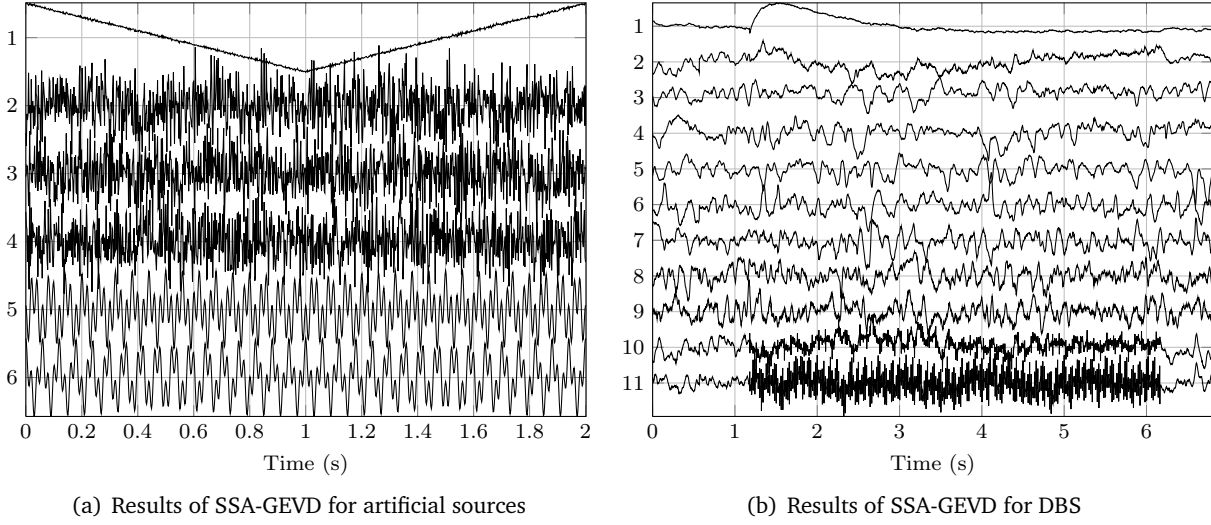 1
2
3
4
5
6
0 0.2 0.4 0.6 0.8 1 1.2 1.4 1.6 1.8 2
Time (s)
(a) Results of SSA-GEVD for artificial sources
1
2
3
4
5
6
7
8
9
10
11
0 1 2 3 4 5 6
Time (s)
(b) Results of SSA-GEVD for DBS